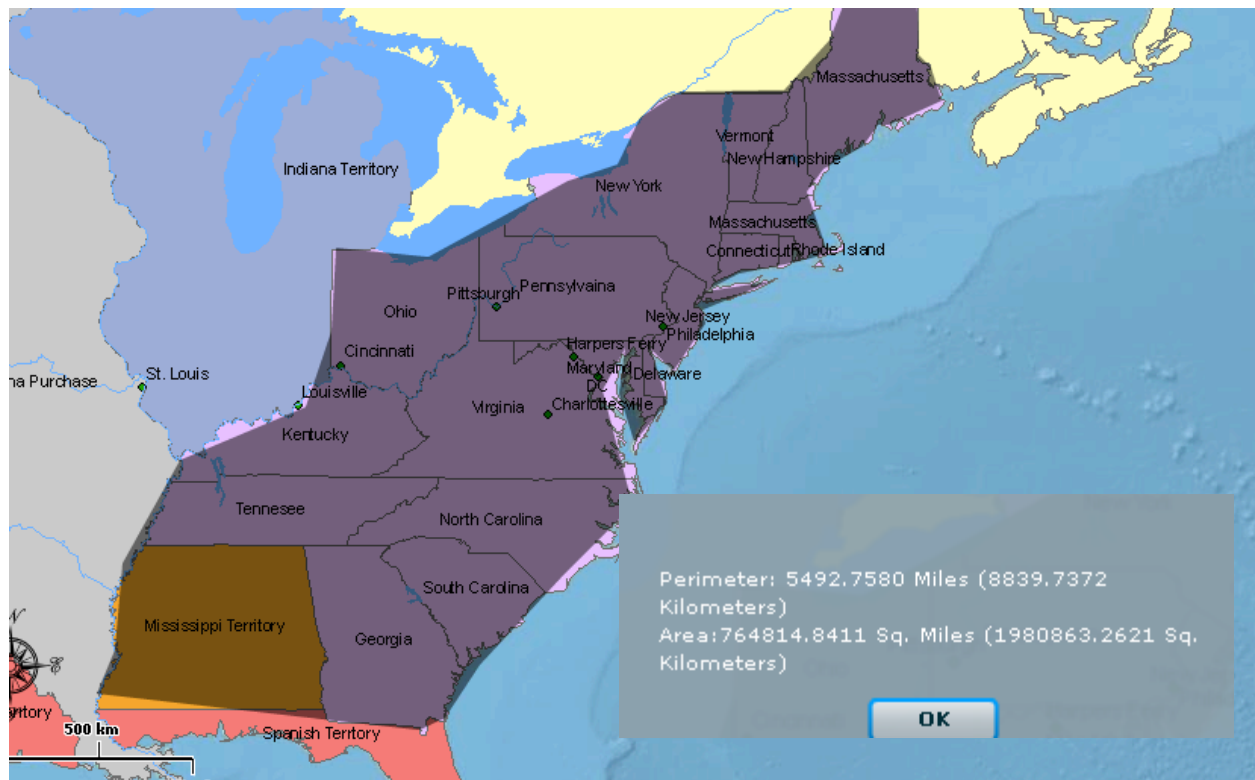 Massachusetts
Vermont
New Hampshire
Indiana Territory
New York
Massachusetts
Connecticut
Rhode Island
Pittsburgh
Pennsylvaina
Ohio
New Jersey
Philadelphia
Harpers Ferry
Cincinnati
Maryland
Delaware
DC
St. Louis
na Purchase
Louisville
Virginia
Charlottesville
Kentucky
Tennesee
North Carolina
South Carolina
Perimeter: 5492.7580 Miles (8839.7372
Kilometers)
Area:764814.8411 Sq. Miles (1980863.2621 Sq.
Kilometers)
OK
Mississippi Territory
Georgia
N
E
ritory
500 km
Spanish Territory